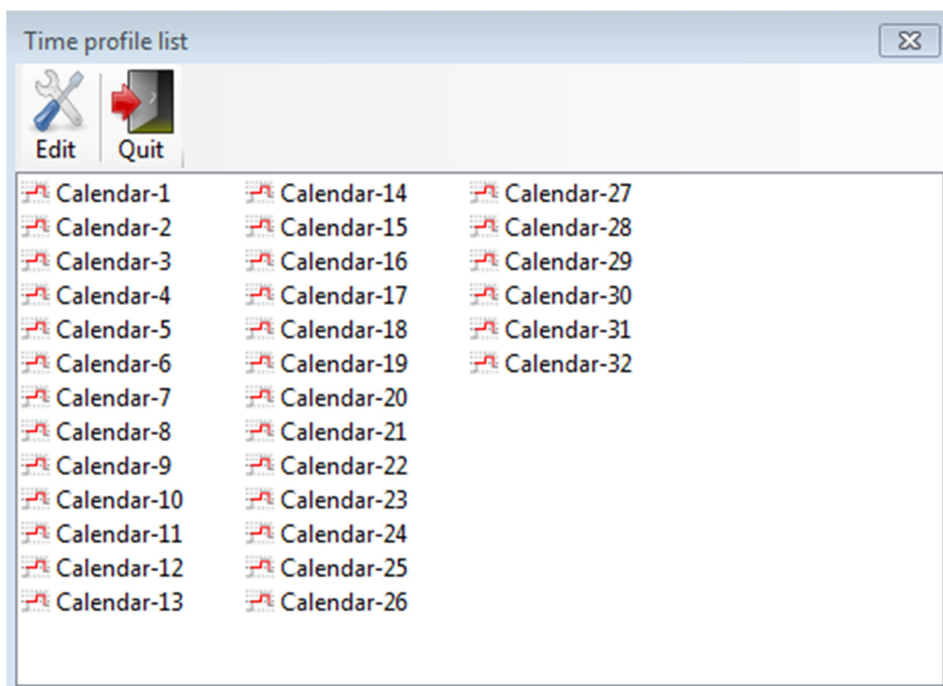 Time profile list
Edit Quit
Calendar-1
Calendar-2
Calendar-3
Calendar-4
Calendar-5
Calendar-6
Calendar-7
Calendar-8
Calendar-9
Calendar-10
Calendar-11
Calendar-12
Calendar-13
Calendar-14
Calendar-15
Calendar-16
Calendar-17
Calendar-18
Calendar-19
Calendar-20
Calendar-21
Calendar-22
Calendar-23
Calendar-24
Calendar-25
Calendar-26
Calendar-27
Calendar-28
Calendar-29
Calendar-30
Calendar-31
Calendar-32